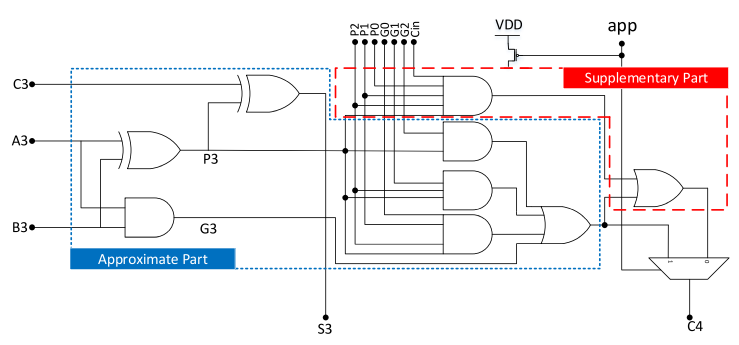 P2
P1
P0
G0
G1
G2
Cin
VDD
app
Supplementary Part
C3
A3
P3
B3
G3
Approximate Part
1
0
S3
C4